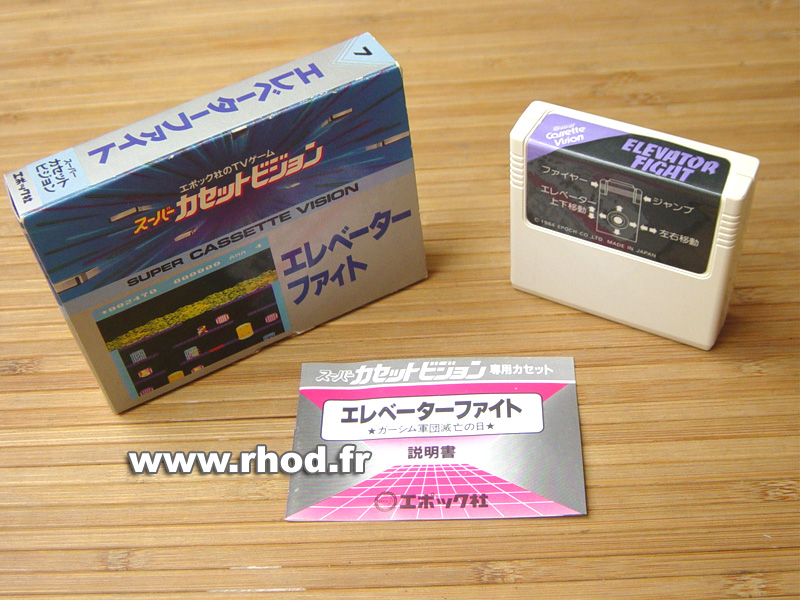 7
エレベーターファイト
スーパー
カセット
ビジョン
エポック社
エポック社のTVゲーム
スーパー カセットビジョン
SUPER CASSETTE VISION
エレベーター
ファイト
Cassette
Vision
ELEVATOR
FIGHT
ファイヤー
ジャンプ
エレベーター
上下移動
左右移動
© 1984 EPOCH CO., LTD. MADE IN JAPAN
スーパー カセットビジョン 専用カセット
エレベーターファイト
★カーシム軍団滅亡の日★
説明書
エポック社
www.rhod.fr